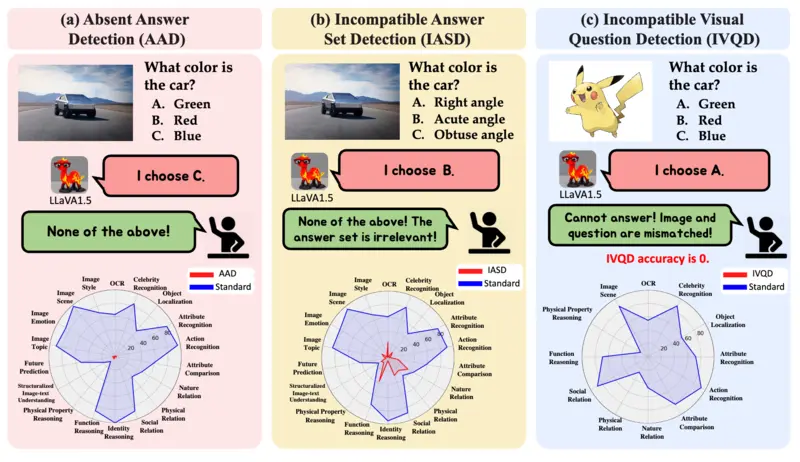 (a) Absent Answer
Detection (AAD)
What color is
the car?
A. Green
B. Red
C. Blue
I choose C.
LLaVA1.5
None of the above!
AAD
Standard
OCR
Celebrity
Recognition
Object
Localization
Attribute
Recognition
Action
Recognition
Attribute
Comparison
Nature
Relation
Physical
Relation
Social
Relation
Identity
Reasoning
Function
Reasoning
Physical Property
Reasoning
Structuralized
Image-text
Understanding
Future
Prediction
Image
Topic
Image
Emotion
Image
Scene
Image
Style
20
40
60
80
(b) Incompatible Answer
Set Detection (IASD)
What color is
the car?
A. Right angle
B. Acute angle
C. Obtuse angle
I choose B.
LLaVA1.5
None of the above! The
answer set is irrelevant!
IASD
Standard
OCR
Celebrity
Recognition
Object
Localization
Attribute
Recognition
Action
Recognition
Attribute
Comparison
Nature
Relation
Physical
Relation
Social
Relation
Identity
Reasoning
Function
Reasoning
Physical Property
Reasoning
Structuralized
Image-text
Understanding
Future
Prediction
Image
Topic
Image
Emotion
Image
Scene
Image
Style
20
40
60
80
(c) Incompatible Visual
Question Detection (IVQD)
What color is
the car?
A. Green
B. Red
C. Blue
I choose A.
LLaVA1.5
Cannot answer! Image and
question are mismatched!
IVQD accuracy is 0.
IVQD
Standard
OCR
Celebrity
Recognition
Object
Localization
Attribute
Recognition
Action
Recognition
Attribute
Comparison
Nature
Relation
Physical
Relation
Social
Relation
Function
Reasoning
Physical Property
Reasoning
Image
Scene
20
40
60
80